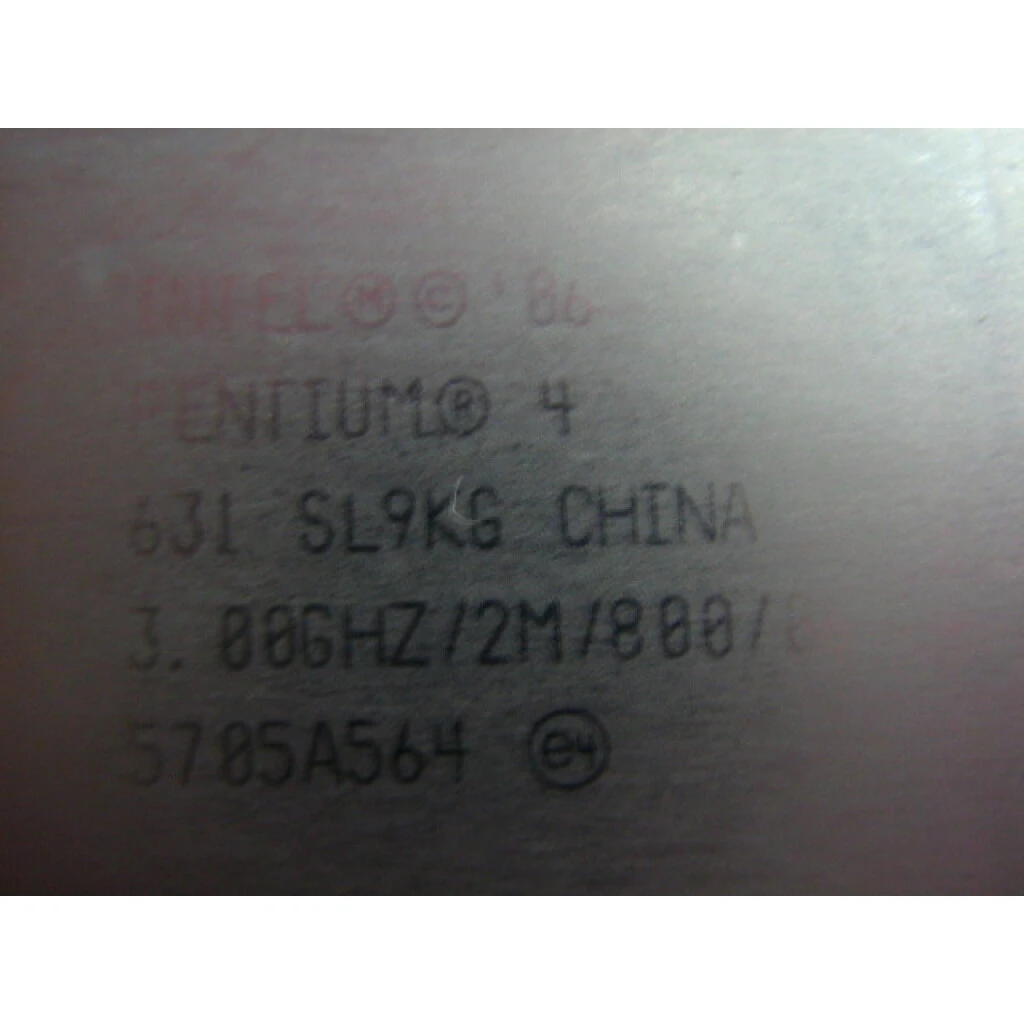 INTEL Ⓜ © '06
PENTIUM® 4
631 SL9KG CHINA
3.00GHZ/2M/800/
5705A564 e4